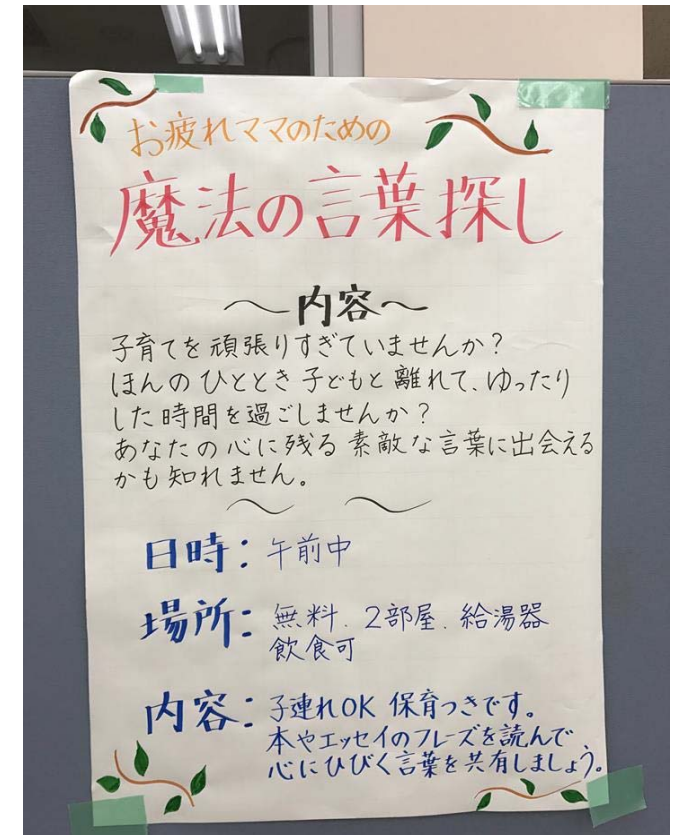 お疲れママのための
魔法の言葉探し
〜内容〜
子育てを頑張りすぎていませんか?
ほんのひととき子どもと離れて、ゆったり
した時間を過ごしませんか?
あなたの心に残る素敵な言葉に出会える
かも知れません。
〜 〜
日時:午前中
場所:無料.2部屋.給湯器
飲食可
内容:子連れOK 保育つきです。
本やエッセイのフレーズを読んで
心にひびく言葉を共有しましょう。